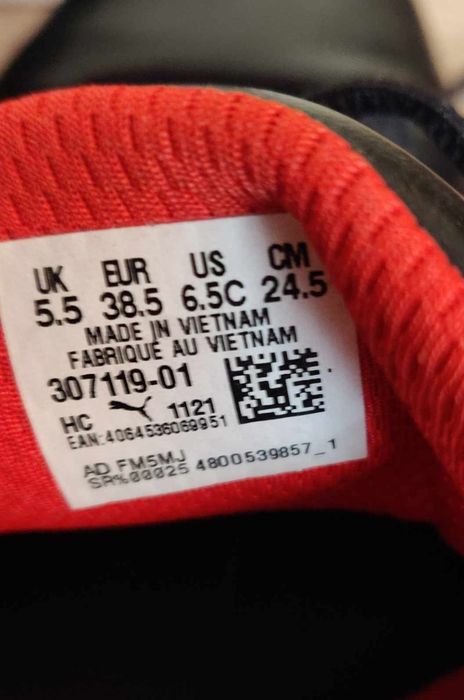 UK EUR US CM
5.5 38.5 6.5C 24.5
MADE IN VIETNAM
FABRIQUE AU VIETNAM
307119-01
HC 1121
EAN:4064536069951
AD FM5MJ
SR%00025 4800539857_1